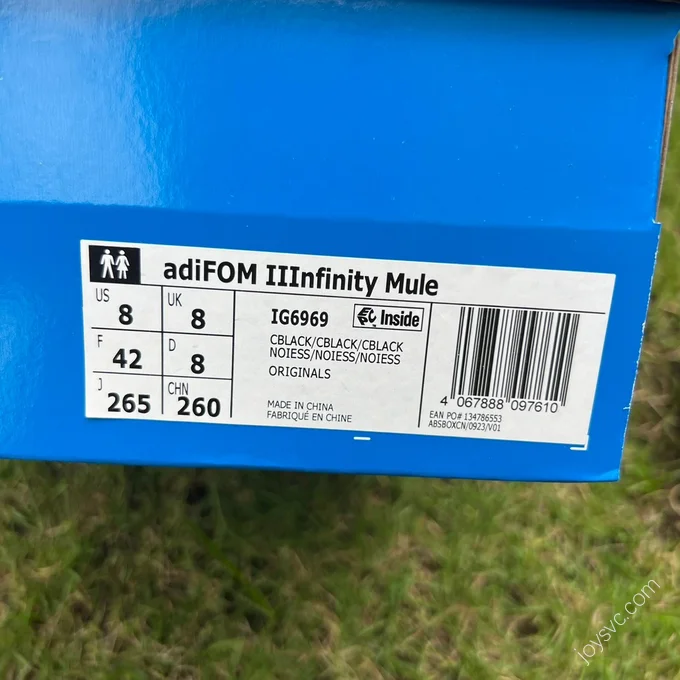 adiFOM IIInfinity Mule
US 8 UK 8
F 42 D 8
J 265 CHN 260
IG6969 Inside
CBLACK/CBLACK/CBLACK
NOIESS/NOIESS/NOIESS
ORIGINALS
MADE IN CHINA
FABRIQUÉ EN CHINE
4 067888 097610
EAN PO# 134786553
ABSBOXCN/0923/V01
joysvc.com